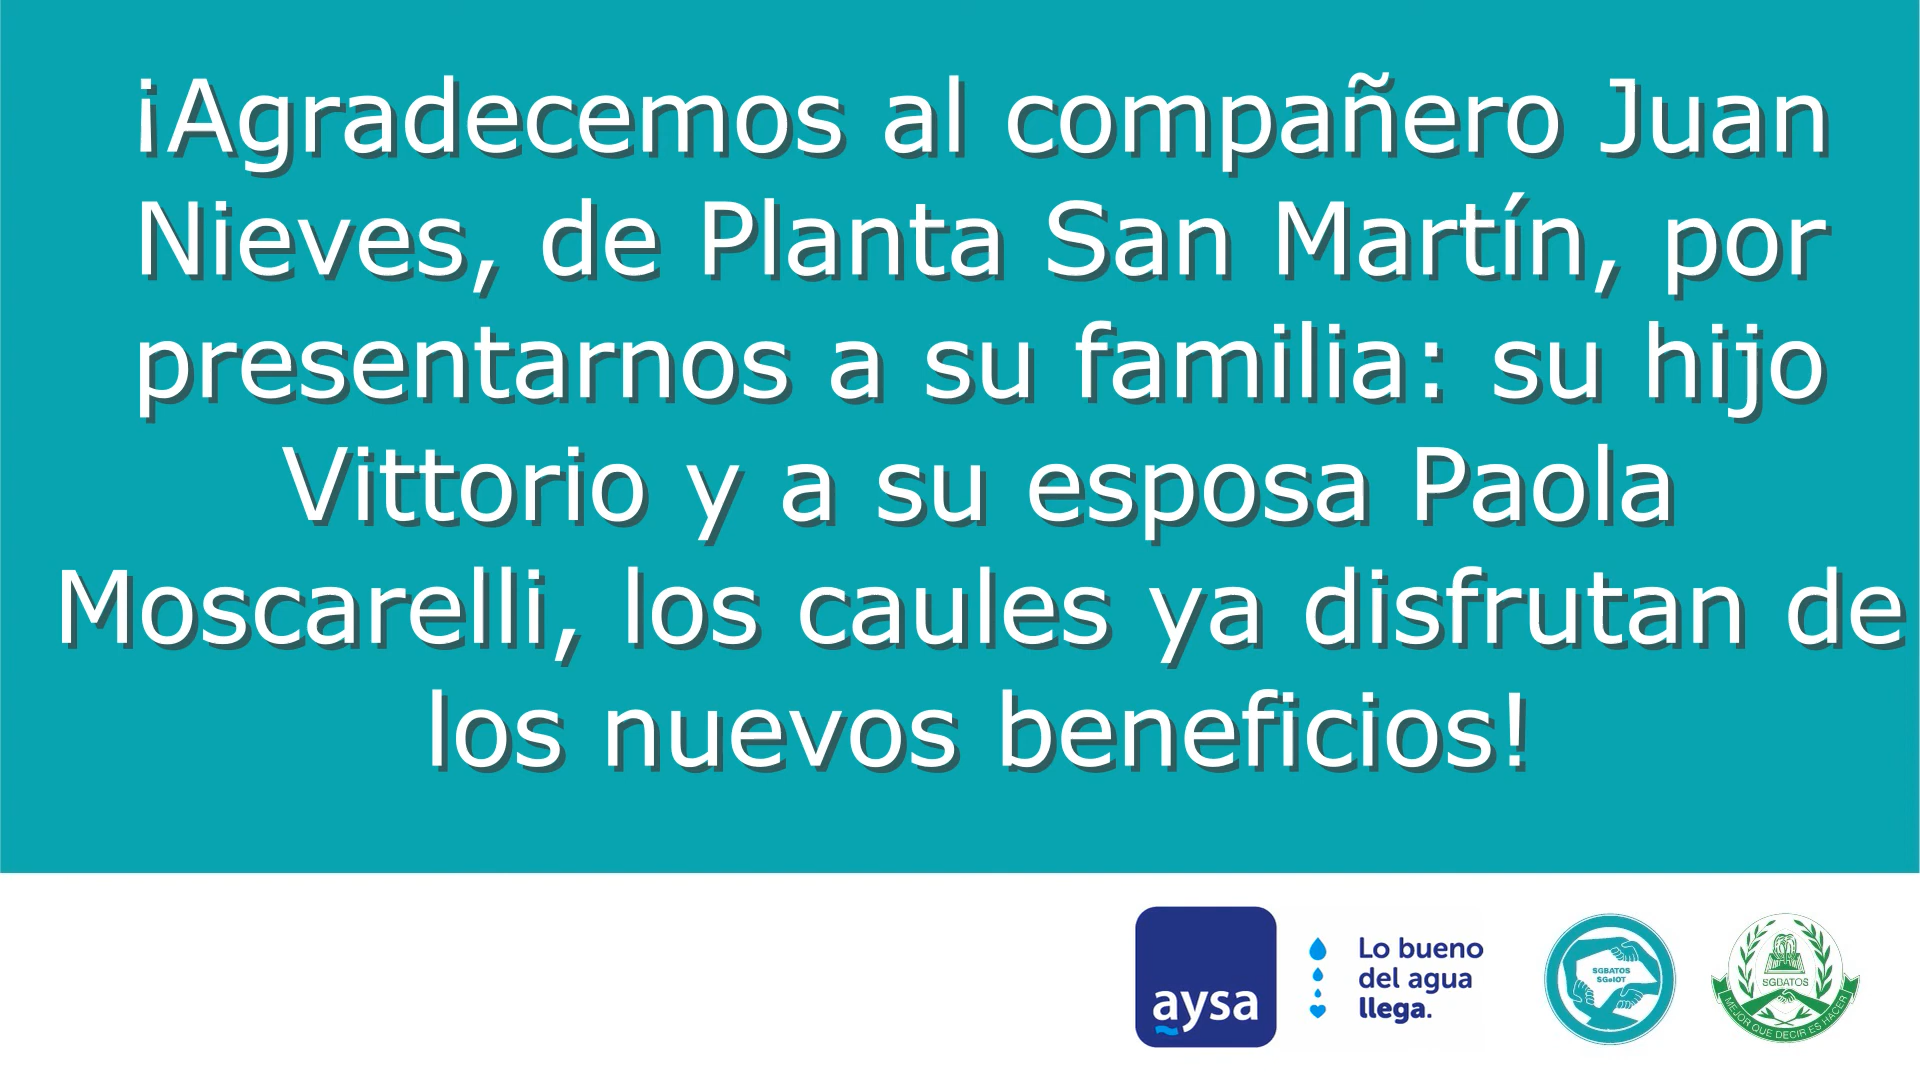 ¡Agradecemos al compañero Juan
Nieves, de Planta San Martín, por
presentarnos a su familia: su hijo
Vittorio y a su esposa Paola
Moscarelli, los caules ya disfrutan de
los nuevos beneficios!
aysa
Lo bueno
del agua
llega.
SGBATOS
SGeIOT
SGBATOS
MEJOR QUE DECIR ES HACER